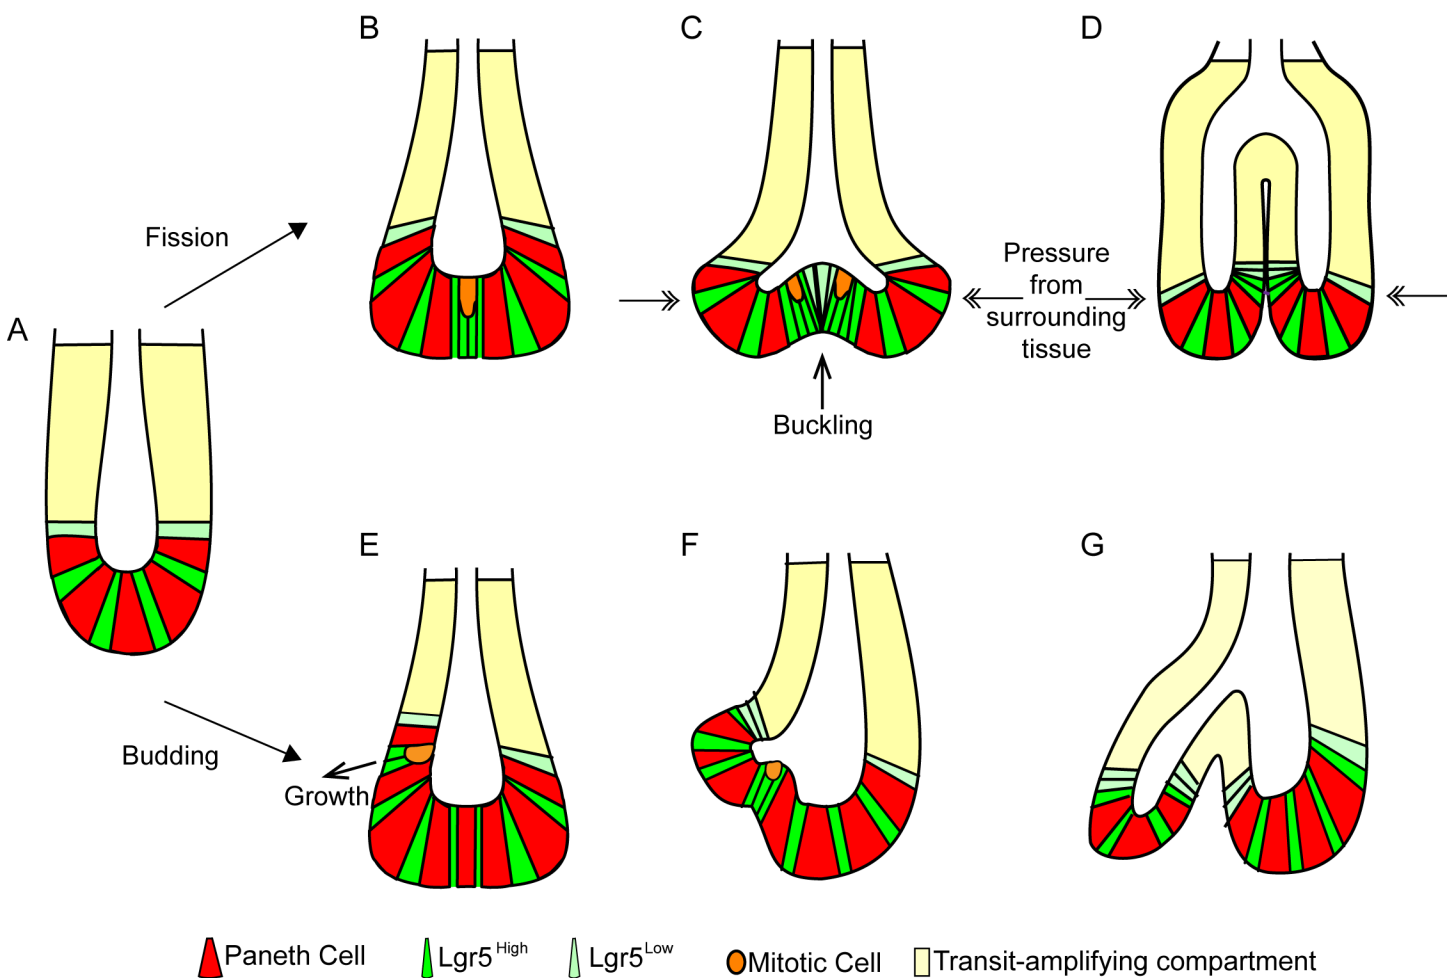 A
B
C
D
Fission
Pressure
from
surrounding
tissue
Buckling
E
F
G
Budding
Growth
Paneth Cell
Lgr5High
Lgr5Low
Mitotic Cell
Transit-amplifying compartment